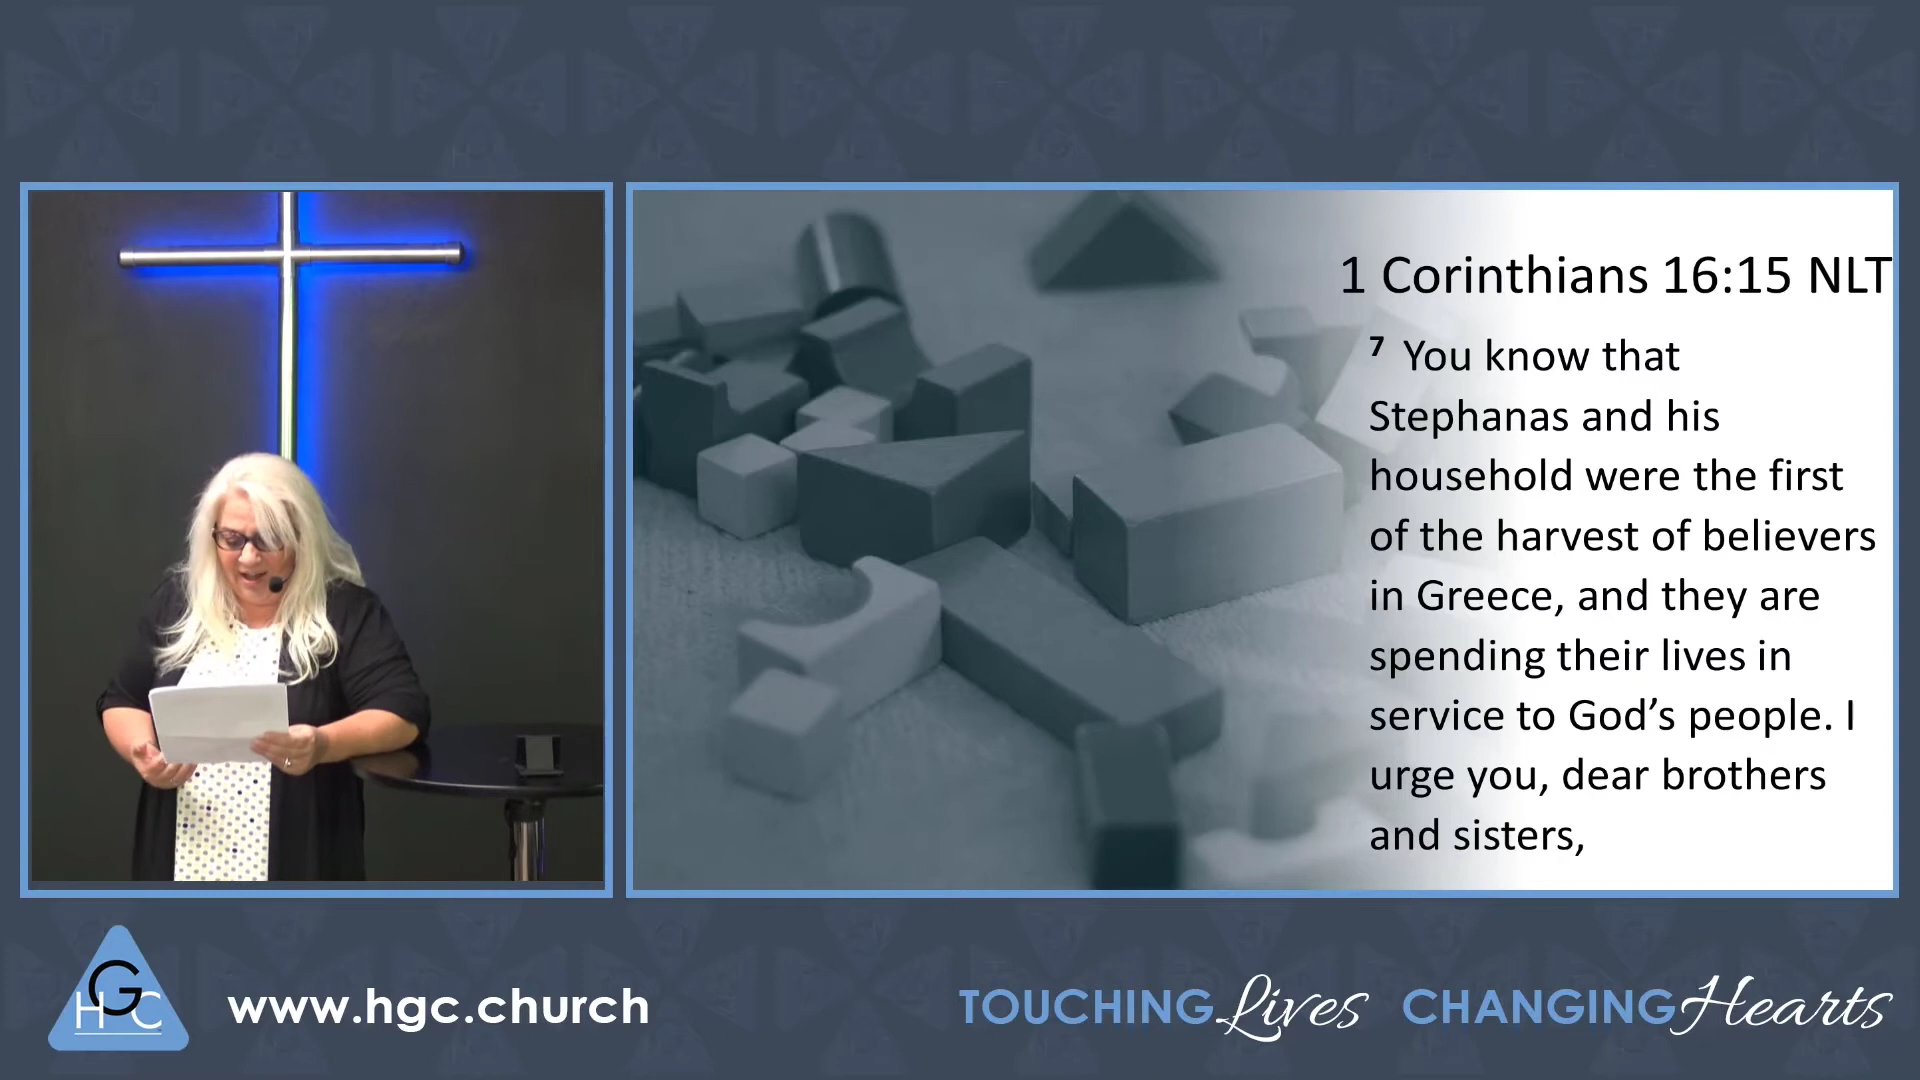 1 Corinthians 16:15 NLT
7 You know that
Stephanas and his
household were the first
of the harvest of believers
in Greece, and they are
spending their lives in
service to God’s people. I
urge you, dear brothers
and sisters,
HGC
www.hgc.church
TOUCHING Lives CHANGING Hearts